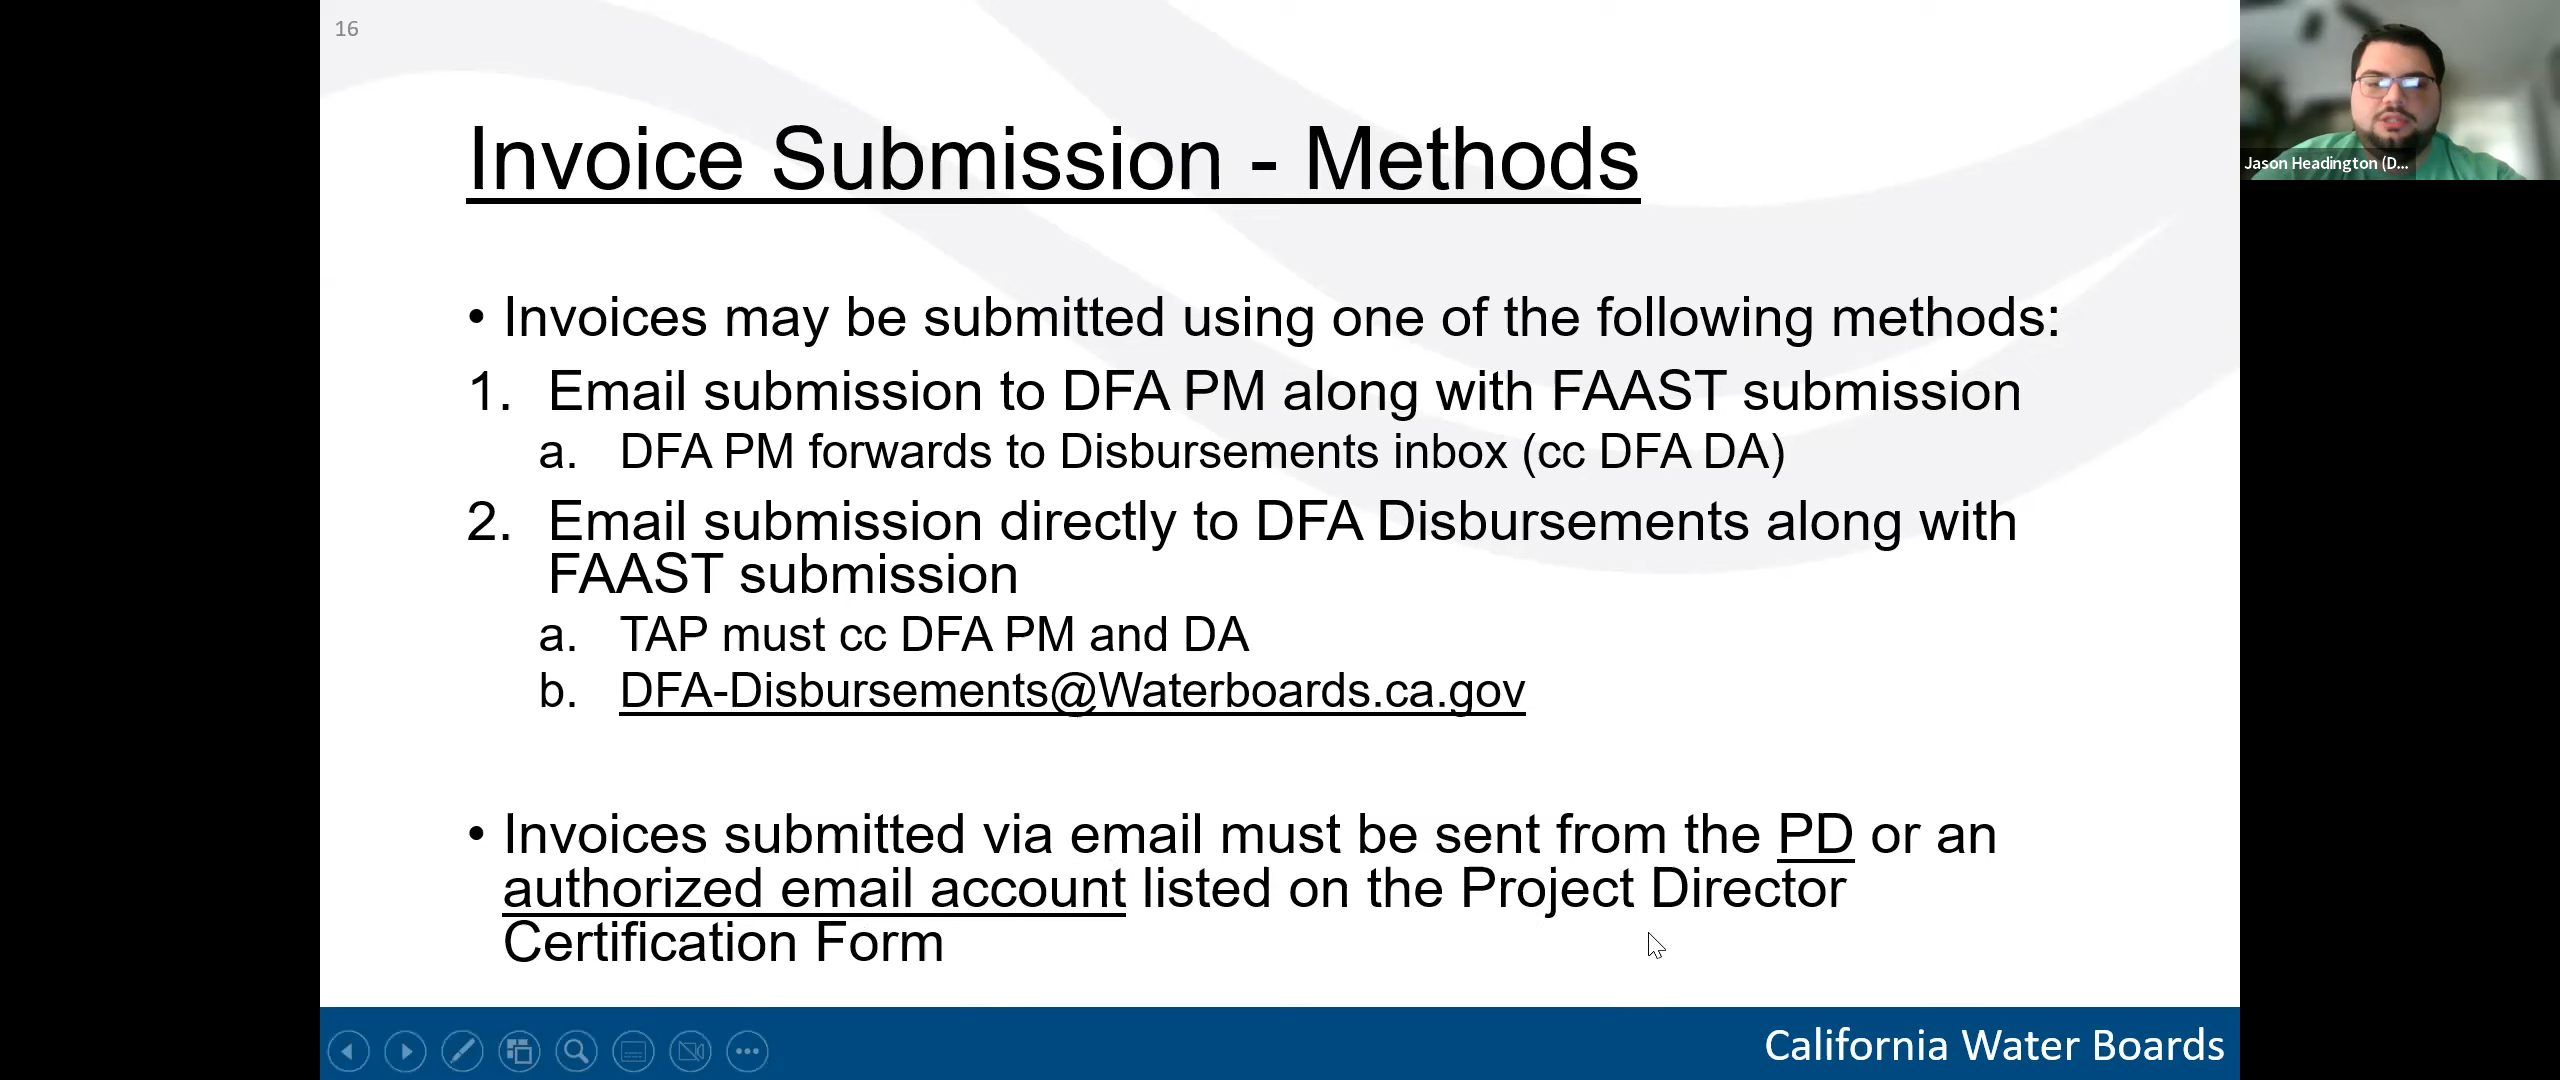 16
Invoice Submission - Methods
• Invoices may be submitted using one of the following methods:
1. Email submission to DFA PM along with FAAST submission
a. DFA PM forwards to Disbursements inbox (cc DFA DA)
2. Email submission directly to DFA Disbursements along with
FAAST submission
a. TAP must cc DFA PM and DA
b. DFA-Disbursements@Waterboards.ca.gov
• Invoices submitted via email must be sent from the PD or an
authorized email account listed on the Project Director
Certification Form
California Water Boards
Jason Headington (D...